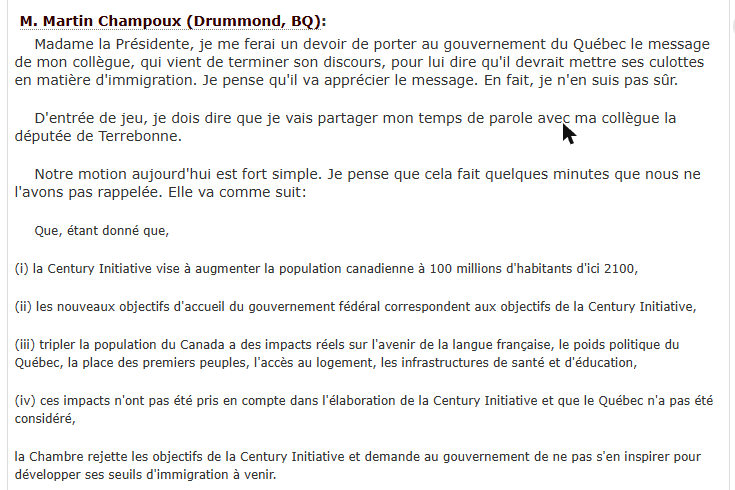 M. Martin Champoux (Drummond, BQ):
Madame la Présidente, je me ferai un devoir de porter au gouvernement du Québec le message
de mon collègue, qui vient de terminer son discours, pour lui dire qu'il devrait mettre ses culottes
en matière d'immigration. Je pense qu'il va apprécier le message. En fait, je n'en suis pas sûr.
D'entrée de jeu, je dois dire que je vais partager mon temps de parole avec ma collègue la
députée de Terrebonne.
Notre motion aujourd'hui est fort simple. Je pense que cela fait quelques minutes que nous ne
l'avons pas rappelée. Elle va comme suit:
Que, étant donné que,
(i) la Century Initiative vise à augmenter la population canadienne à 100 millions d'habitants d'ici 2100,
(ii) les nouveaux objectifs d'accueil du gouvernement fédéral correspondent aux objectifs de la Century Initiative,
(iii) tripler la population du Canada a des impacts réels sur l'avenir de la langue française, le poids politique du
Québec, la place des premiers peuples, l'accès au logement, les infrastructures de santé et d'éducation,
(iv) ces impacts n'ont pas été pris en compte dans l'élaboration de la Century Initiative et que le Québec n'a pas été
considéré,
la Chambre rejette les objectifs de la Century Initiative et demande au gouvernement de ne pas s'en inspirer pour
développer ses seuils d'immigration à venir.